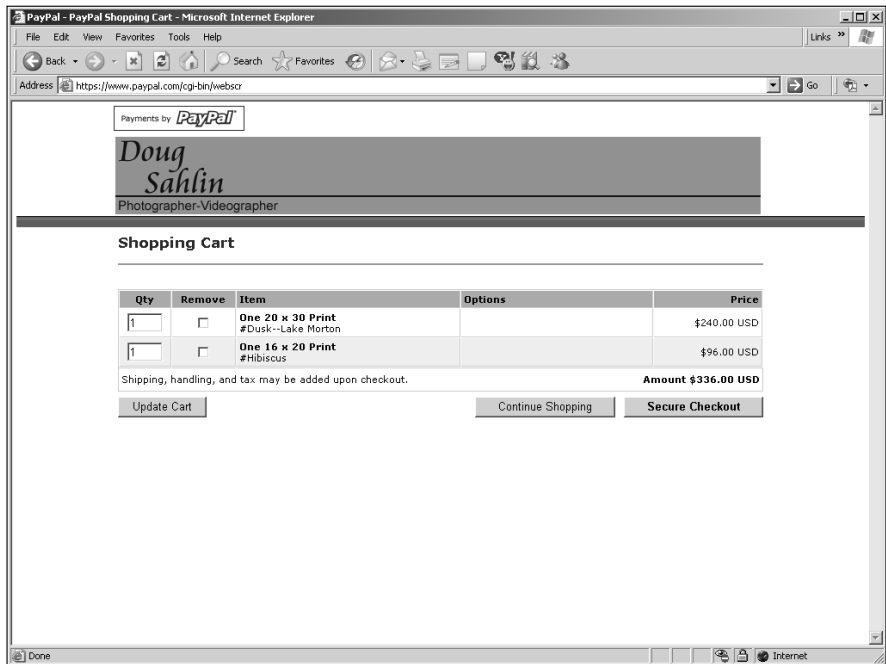 PayPal - PayPal Shopping Cart - Microsoft Internet Explorer
File Edit View Favorites Tools Help Links »
Back Search Favorites
Address https://www.paypal.com/cgi-bin/webscr Go
Payments by PayPal
Doug
Sahlin
Photographer-Videographer
Shopping Cart
Qty Remove Item Options Price
1 One 20 x 30 Print $240.00 USD
#Dusk--Lake Morton
1 One 16 x 20 Print $96.00 USD
#Hibiscus
Shipping, handling, and tax may be added upon checkout. Amount $336.00 USD
Update Cart Continue Shopping Secure Checkout
Done Internet